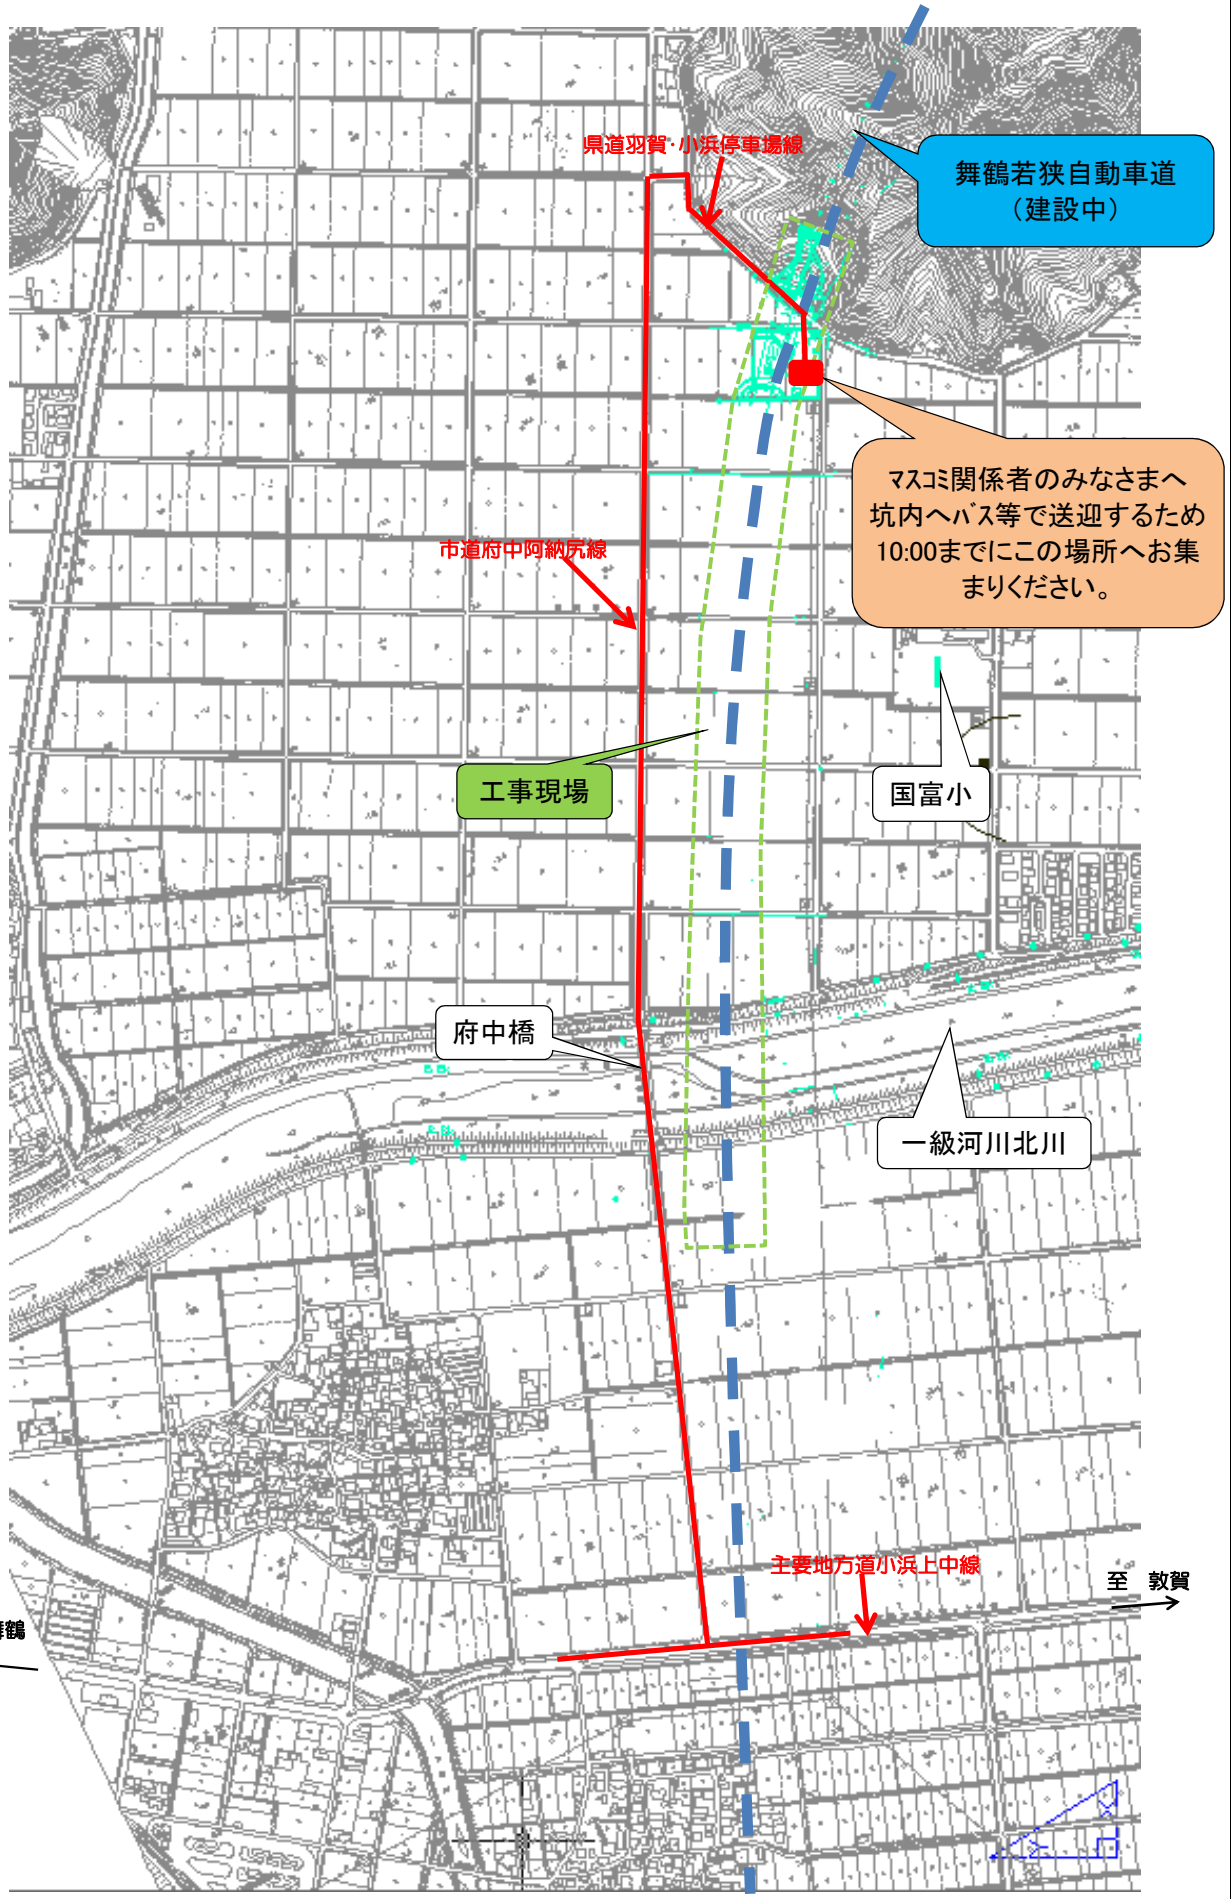 県道羽賀・小浜停車場線
舞鶴若狭自動車道
（建設中）
マスコミ関係者のみなさまへ
坑内へバス等で送迎するため
10:00までにこの場所へお集
まりください。
市道府中阿納尻線
工事現場
国富小
府中橋
一級河川北川
主要地方道小浜上中線
至　敦賀
鶴